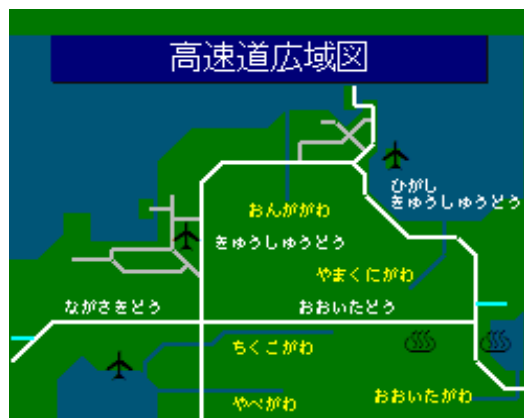 高速道広域図
ひがし
きゅうしゅうどう
おんががわ
きゅうしゅうどう
やまくにがわ
ながさきどう
おおいたどう
ちくごがわ
やべがわ
おおいたがわ